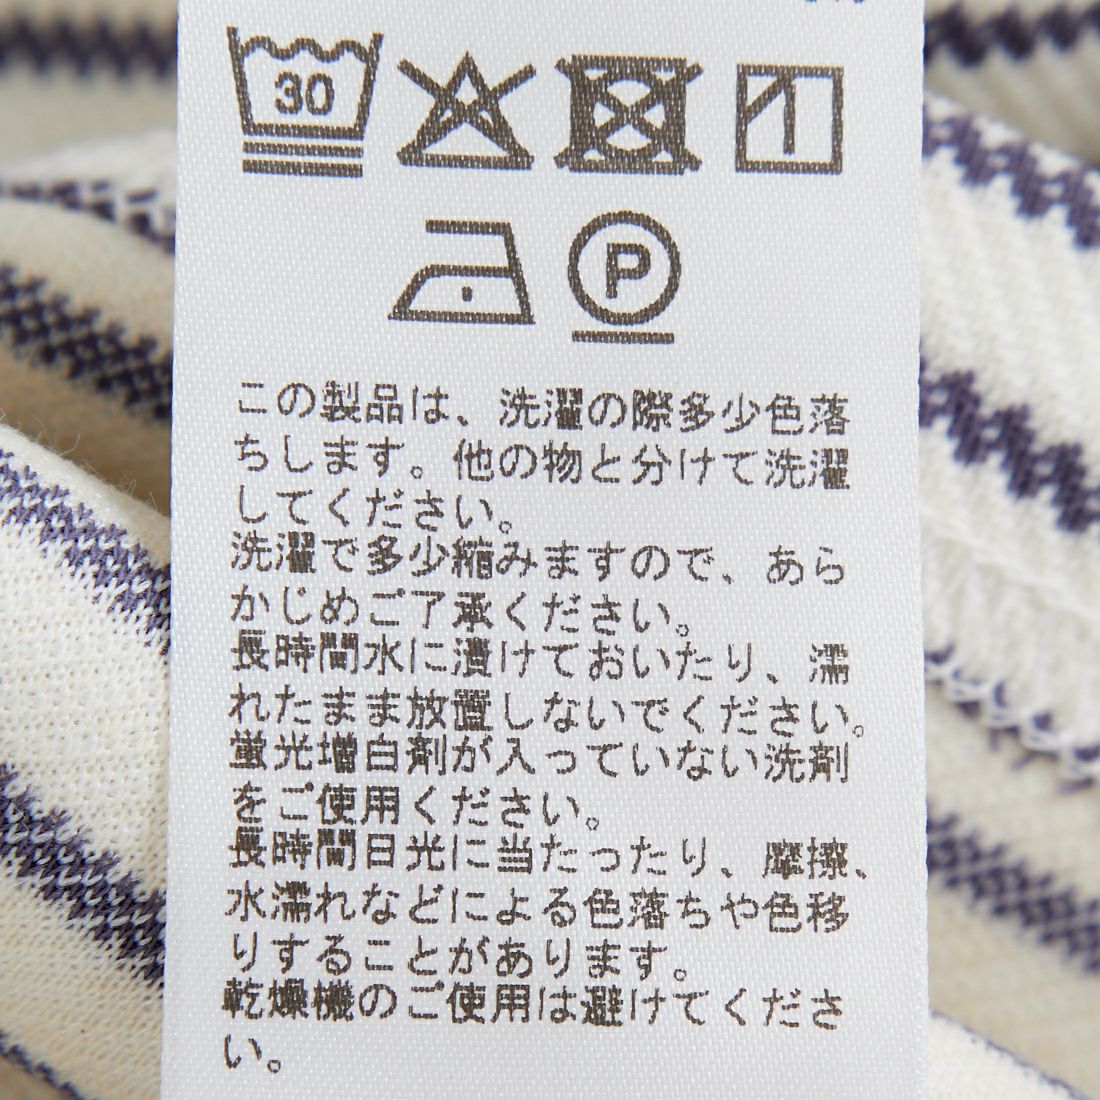 30
P
この製品は、洗濯の際多少色落
ちします。他の物と分けて洗濯
してください。
洗濯で多少縮みますので、あら
かじめご了承ください。
長時間水に漬けておいたり、濡
れたまま放置しないでください。
蛍光増白剤が入っていない洗剤
をご使用ください。
長時間日光に当たったり、摩擦、
水濡れなどによる色落ちや色移
りすることがあります。
乾燥機のご使用は避けてくださ
い。